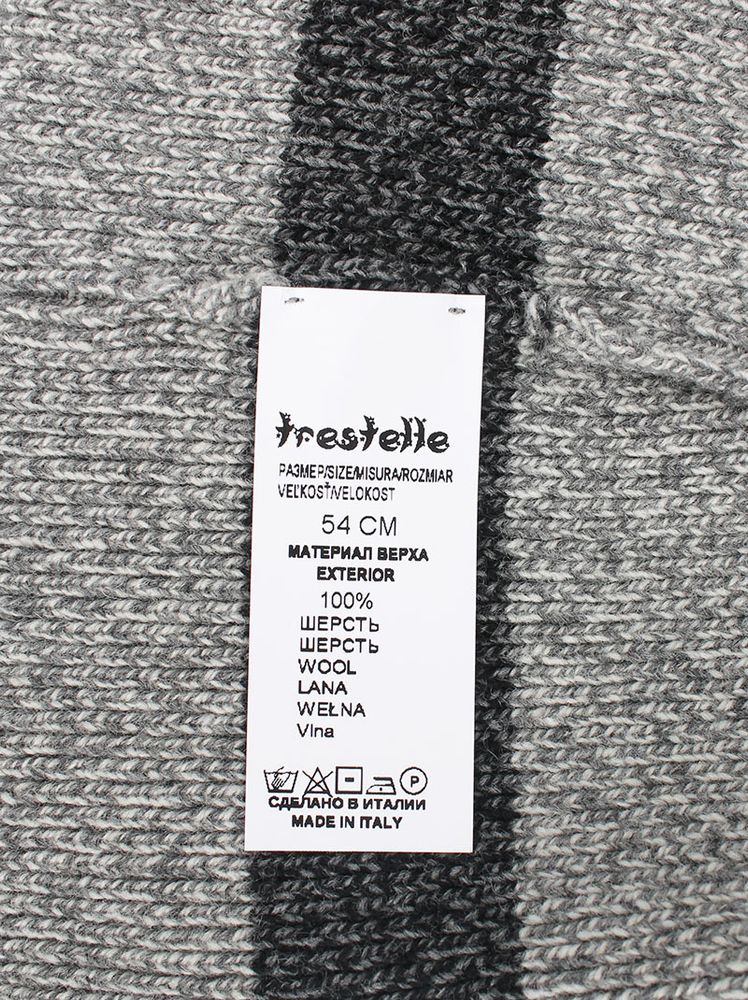 trestelle
РАЗМЕР/SIZE/MISURA/ROZMIAR
VEĽKOSŤ/VELOKOST
54 СМ
МАТЕРИАЛ ВЕРХА
EXTERIOR
100%
ШЕРСТЬ
ШЕРСТЬ
WOOL
LANA
WEŁNA
Vlna
P
СДЕЛАНО В ИТАЛИИ
MADE IN ITALY